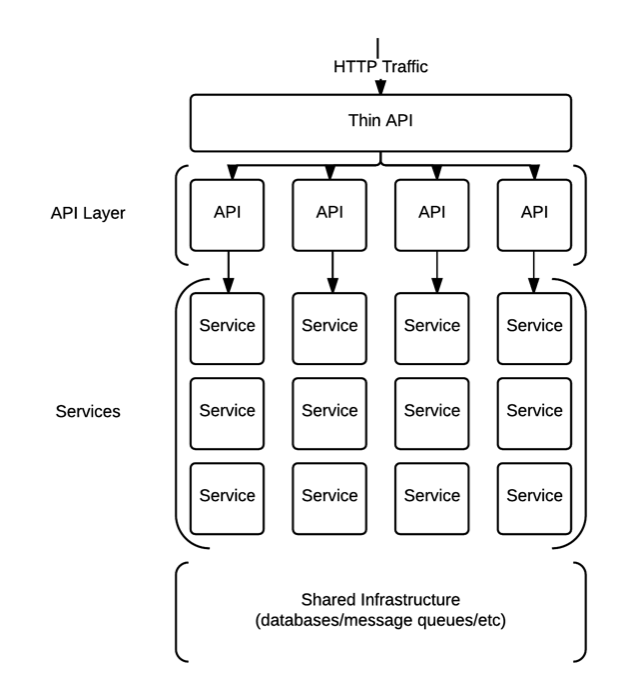 HTTP Traffic
Thin API
API Layer
API
API
API
API
Service
Service
Service
Service
Services
Service
Service
Service
Service
Service
Service
Service
Service
Shared Infrastructure
(databases/message queues/etc)